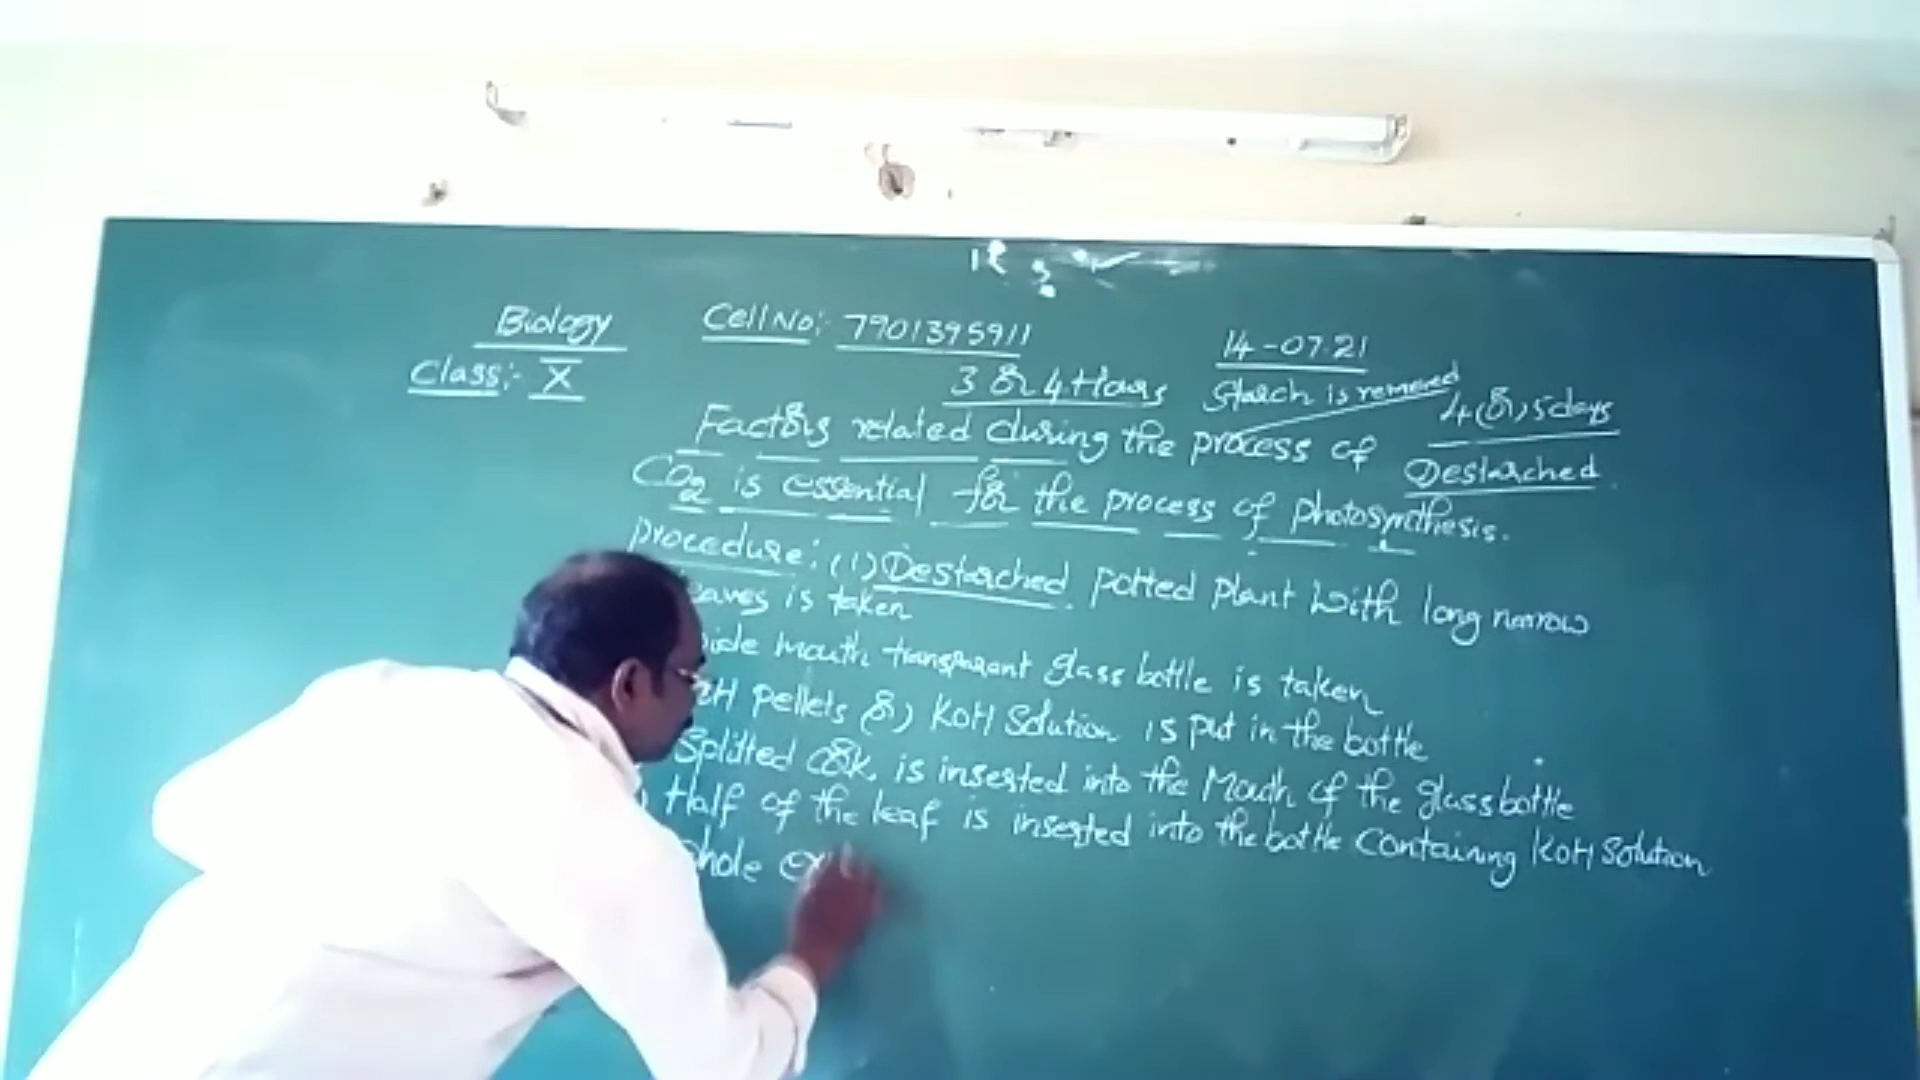 Biology Cell No:- 7901395911 14-07-21
Class:- X 3 Or 4 Hours Starch is removed 4 (Or) 5 days
Factors related during the process of Destarched
CO2 is essential for the process of photosynthesis.
Procedure: (1) Destarched potted plant with long narrow
leaves is taken
mouth transparent glass bottle is taken
pellets (Or) KOH Solution is put in the bottle
Splitted Cork is inserted into the Mouth of the glass bottle
Half of the leaf is inserted into the bottle Containing KOH Solution